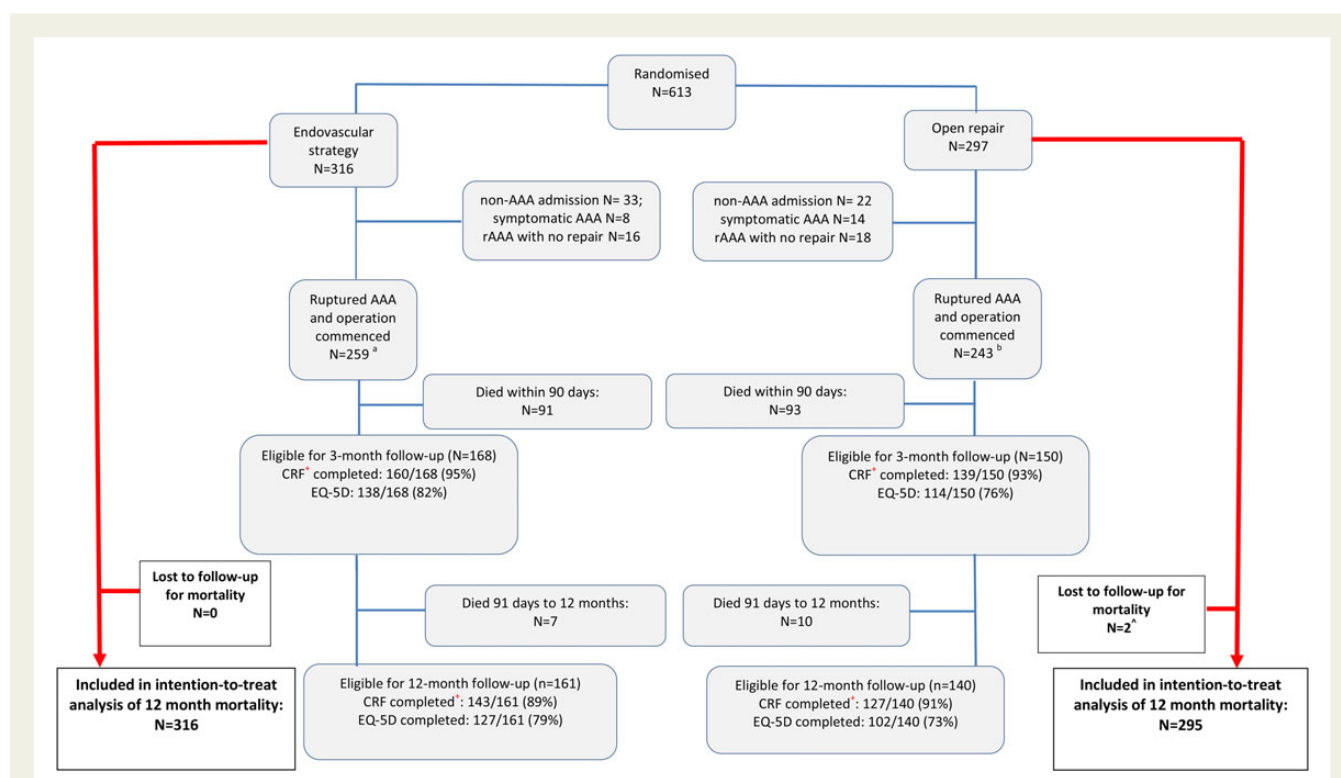 Randomised
N=613
Endovascular
strategy
N=316
Open repair
N=297
non-AAA admission N= 33;
symptomatic AAA N=8
rAAA with no repair N=16
non-AAA admission N= 22
symptomatic AAA N=14
rAAA with no repair N=18
Ruptured AAA
and operation
commenced
N=259 a
Ruptured AAA
and operation
commenced
N=243 b
Died within 90 days:
N=91
Died within 90 days:
N=93
Eligible for 3-month follow-up (N=168)
CRF+ completed: 160/168 (95%)
EQ-5D: 138/168 (82%)
Eligible for 3-month follow-up (N=150)
CRF+ completed: 139/150 (93%)
EQ-5D: 114/150 (76%)
Lost to follow-up
for mortality
N=0
Died 91 days to 12 months:
N=7
Died 91 days to 12 months:
N=10
Lost to follow-up for
mortality
N=2^
Included in intention-to-treat
analysis of 12 month mortality:
N=316
Eligible for 12-month follow-up (n=161)
CRF completed+: 143/161 (89%)
EQ-5D completed: 127/161 (79%)
Eligible for 12-month follow-up (n=140)
CRF completed+: 127/140 (91%)
EQ-5D completed: 102/140 (73%)
Included in intention-to-treat
analysis of 12 month mortality:
N=295